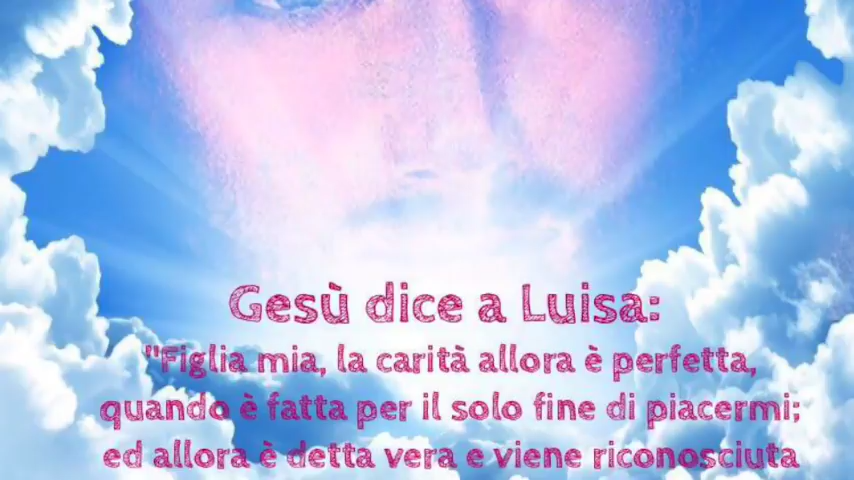 Gesù dice a Luisa:
"Figlia mia, la carità allora è perfetta,
quando è fatta per il solo fine di piacermi;
ed allora è detta vera e viene riconosciuta